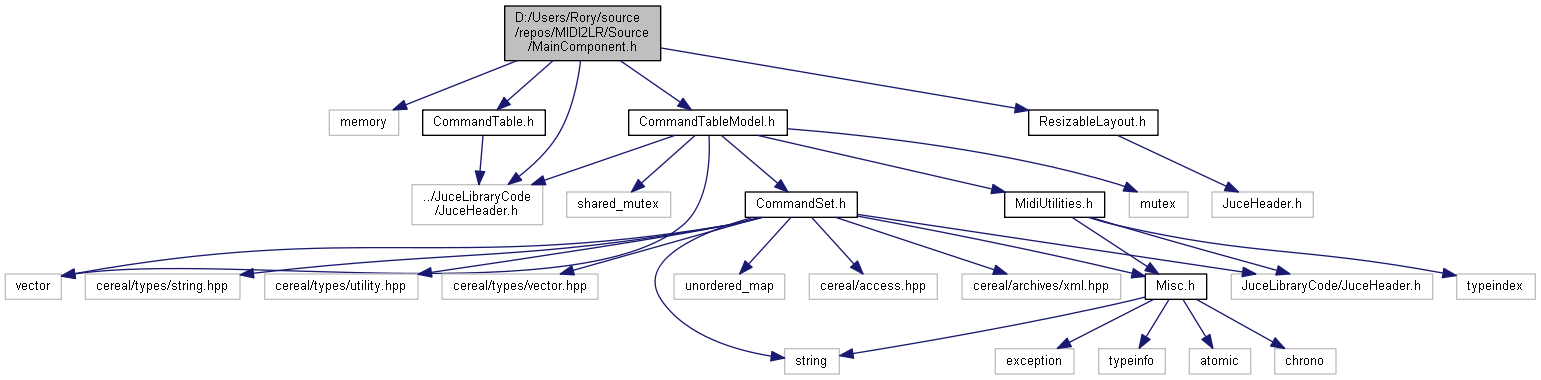 D:/Users/Rory/source
/repos/MIDI2LR/Source
/MainComponent.h
memory
CommandTable.h
CommandTableModel.h
ResizableLayout.h
../JuceLibraryCode
/JuceHeader.h
shared_mutex
CommandSet.h
MidiUtilities.h
mutex
JuceHeader.h
vector
cereal/types/string.hpp
cereal/types/utility.hpp
cereal/types/vector.hpp
unordered_map
cereal/access.hpp
cereal/archives/xml.hpp
Misc.h
JuceLibraryCode/JuceHeader.h
typeindex
string
exception
typeinfo
atomic
chrono